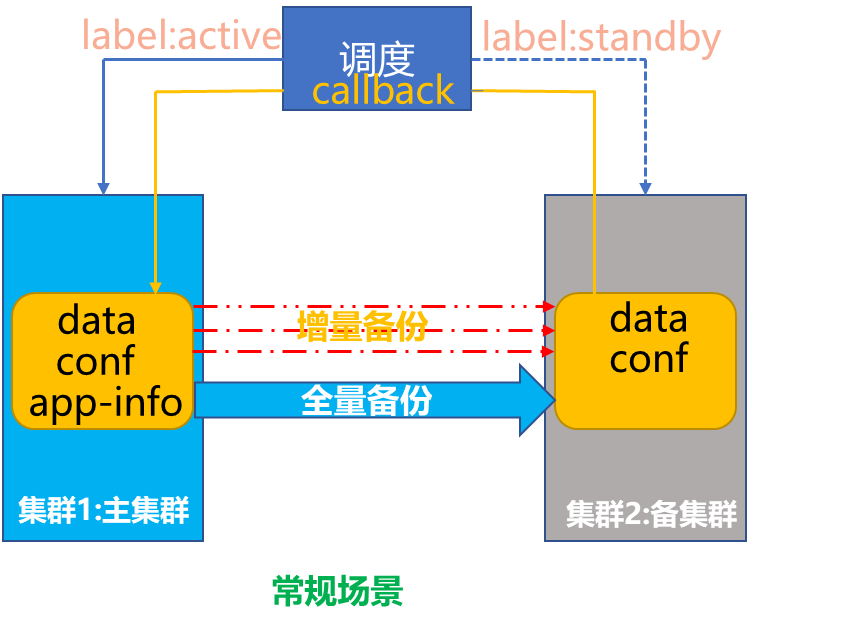 label:active
调度
label:standby
callback
data
conf
app-info
增量备份
全量备份
data
conf
集群1:主集群
集群2:备集群
常规场景